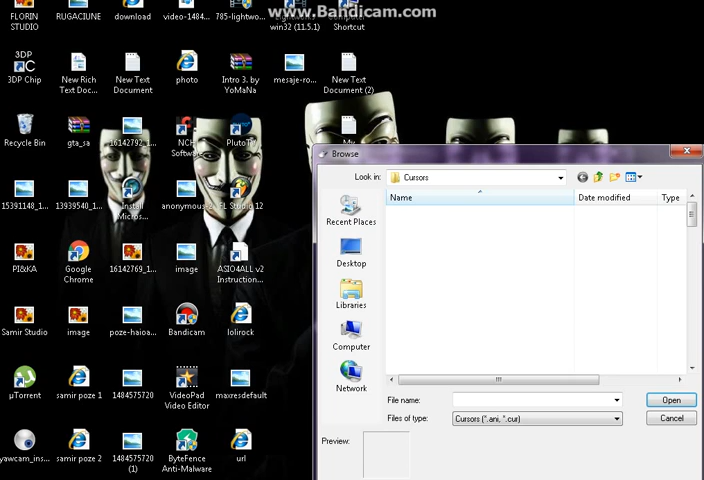 www.Bandicam.com
FLORIN STUDIO
RUGACIUNE
download
video-1484...
785-lightwo...
win32 (11.5.1)
Computer
Shortcut
3DP Chip
New Rich
Text Doc...
New Text
Document
photo
Intro 3. by
YoMaNa
mesaje-ro...
New Text
Document (2)
Recycle Bin
gta_sa
16142792_1...
NCH
Software
PlutoTV
My
15391148_1...
13939540_1...
Install
Micros...
anonymous-2
FL Studio 12
PI&KA
Google
Chrome
16142769_1...
image
ASIO4ALL v2
Instruction...
Samir Studio
image
poze-haioa...
Bandicam
lolirock
µTorrent
samir poze 1
1484575720
VideoPad
Video Editor
maxresdefault
yawcam_ins...
samir poze 2
1484575720
(1)
ByteFence
Anti-Malware
url
Browse
Look in:
Cursors
Name
Date modified
Type
Recent Places
Desktop
Libraries
Computer
Network
File name:
Open
Files of type:
Cursors (*.ani, *.cur)
Cancel
Preview: